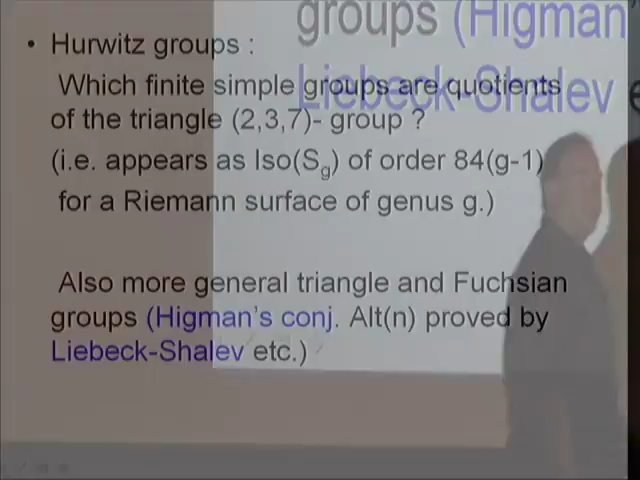 groups (Higman
Liebeck-Shalev e
• Hurwitz groups :
Which finite simple groups are quotients
of the triangle (2,3,7)- group ?
(i.e. appears as Iso(Sg) of order 84(g-1)
for a Riemann surface of genus g.)
Also more general triangle and Fuchsian
groups (Higman's conj. Alt(n) proved by
Liebeck-Shalev etc.)